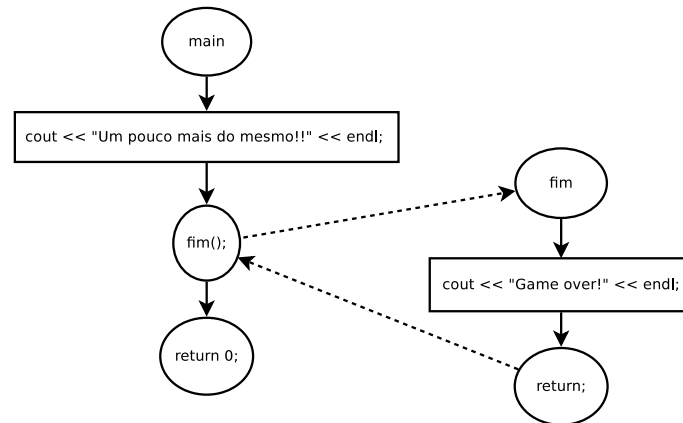 main
cout << "Um pouco mais do mesmo!!" << endl;
fim();
return 0;
fim
cout << "Game over!" << endl;
return;